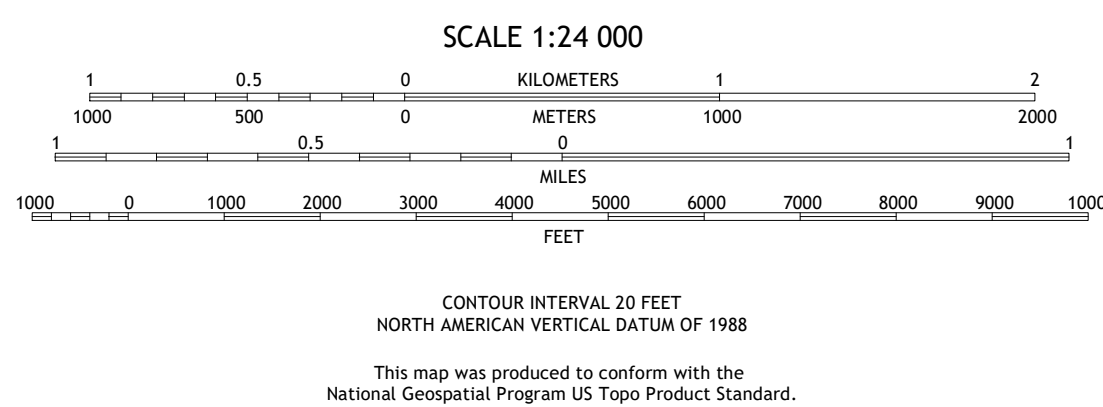 SCALE 1:24 000
1 0.5 0 KILOMETERS 1 2
1000 500 0 METERS 1000 2000
1 0.5 0 1
MILES
1000 0 1000 2000 3000 4000 5000 6000 7000 8000 9000 1000
FEET
CONTOUR INTERVAL 20 FEET
NORTH AMERICAN VERTICAL DATUM OF 1988
This map was produced to conform with the
National Geospatial Program US Topo Product Standard.